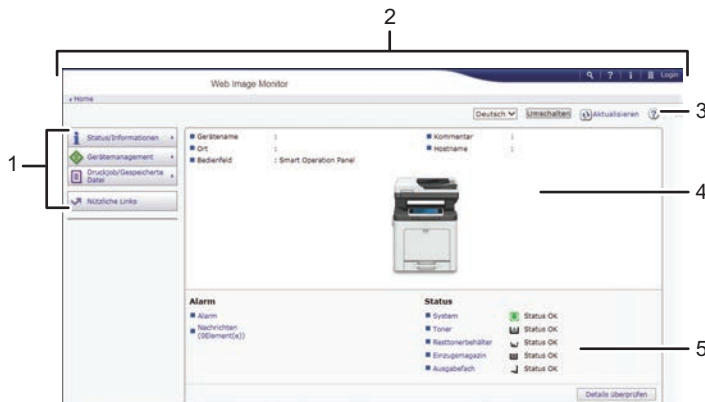 2
Web Image Monitor
Login
Home
Deutsch Umschalten Aktualisieren
3
1
Status/Informationen
Gerätemanagement
Druckjob/Gespeicherte
Datei
Nützliche Links
Gerätename :
Ort :
Bedienfeld : Smart Operation Panel
Kommentar :
Hostname :
4
Alarm
Alarm
Nachrichten
(0Element(e))
Status
System Status OK
Toner Status OK
Resttonerbehälter Status OK
Einzugsmagazin Status OK
Ausgabefach Status OK
5
Details überprüfen